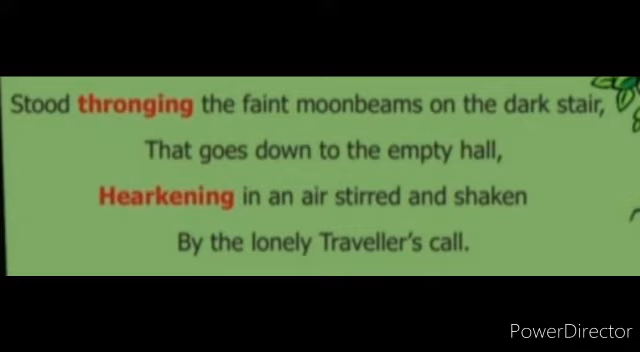 Stood thronging the faint moonbeams on the dark stair,
That goes down to the empty hall,
Hearkening in an air stirred and shaken
By the lonely Traveller's call.
PowerDirector